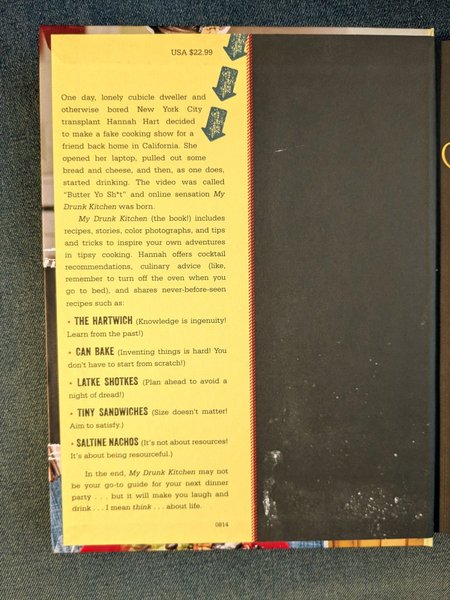 USA $22.99
One day, lonely cubicle dweller and
otherwise bored New York City
transplant Hannah Hart decided
to make a fake cooking show for a
friend back home in California. She
opened her laptop, pulled out some
bread and cheese, and then, as one does,
started drinking. The video was called
“Butter Yo Sh*t” and online sensation My
Drunk Kitchen was born.
My Drunk Kitchen (the book!) includes
recipes, stories, color photographs, and tips
and tricks to inspire your own adventures
in tipsy cooking. Hannah offers cocktail
recommendations, culinary advice (like,
remember to turn off the oven when you
go to bed), and shares never-before-seen
recipes such as:
• THE HARTWICH (Knowledge is ingenuity!
Learn from the past!)
• CAN BAKE (Inventing things is hard! You
don’t have to start from scratch!)
• LATKE SHOTKES (Plan ahead to avoid a
night of dread!)
• TINY SANDWICHES (Size doesn’t matter!
Aim to satisfy.)
• SALTINE NACHOS (It’s not about resources!
It’s about being resourceful.)
In the end, My Drunk Kitchen may not
be your go-to guide for your next dinner
party . . . but it will make you laugh and
drink . . . I mean think . . . about life.
0814